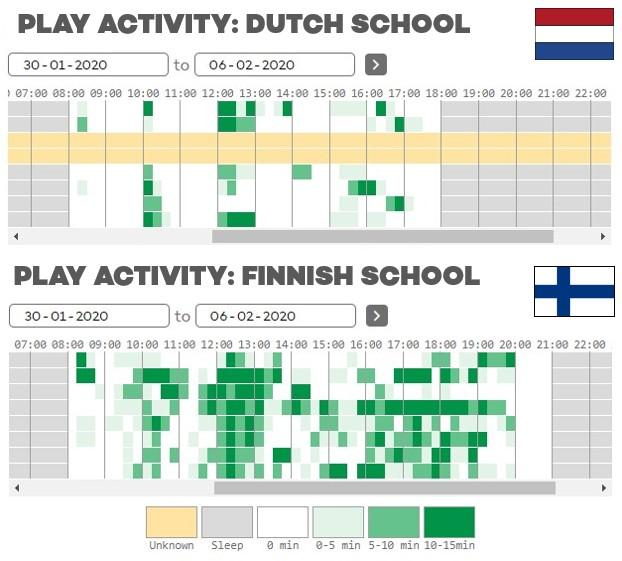 PLAY ACTIVITY: DUTCH SCHOOL
30-01-2020 to 06-02-2020
07:00 08:00 09:00 10:00 11:00 12:00 13:00 14:00 15:00 16:00 17:00 18:00 19:00 20:00 21:00 22:00
PLAY ACTIVITY: FINNISH SCHOOL
30-01-2020 to 06-02-2020
07:00 08:00 09:00 10:00 11:00 12:00 13:00 14:00 15:00 16:00 17:00 18:00 19:00 20:00 21:00 22:00
Unknown Sleep 0 min 0-5 min 5-10 min 10-15min